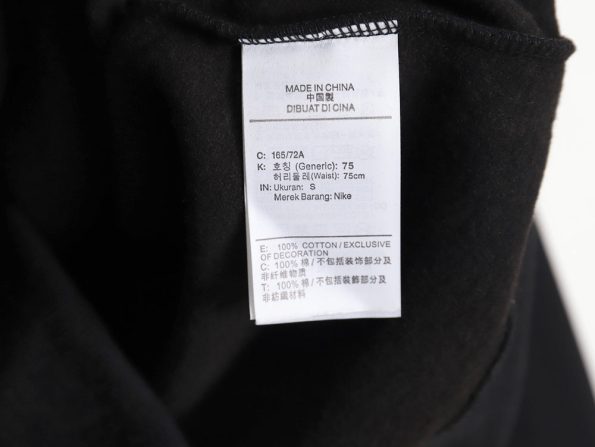 MADE IN CHINA
中国製
DIBUAT DI CINA
C: 165/72A
K: 호칭 (Generic): 75
허리둘레(Waist): 75cm
IN: Ukuran: S
Merek Barang: Nike
E: 100% COTTON/EXCLUSIVE
OF DECORATION
C: 100% 棉/不包括装饰部分及
非纤维物质
T: 100% 棉/不包括裝飾部分及
非紡織材料